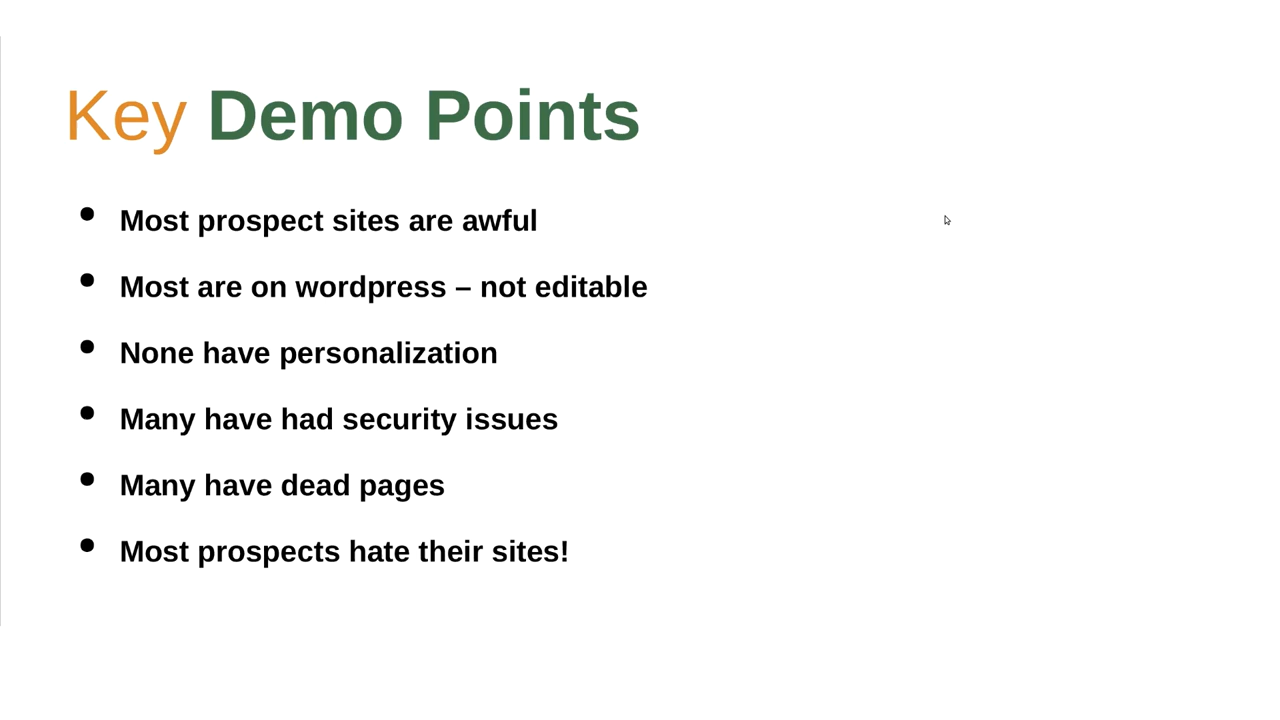 Key Demo Points
• Most prospect sites are awful
• Most are on wordpress – not editable
• None have personalization
• Many have had security issues
• Many have dead pages
• Most prospects hate their sites!